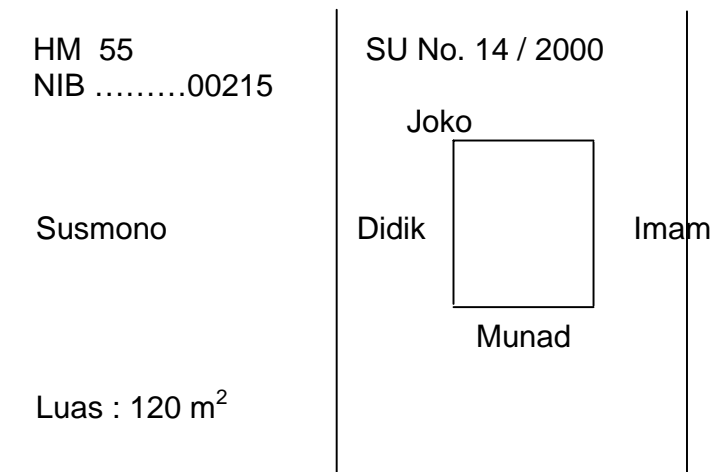 HM 55
NIB ………00215
Susmono
Luas : 120 m²
SU No. 14 / 2000
Joko
Didik
Imam
Munad